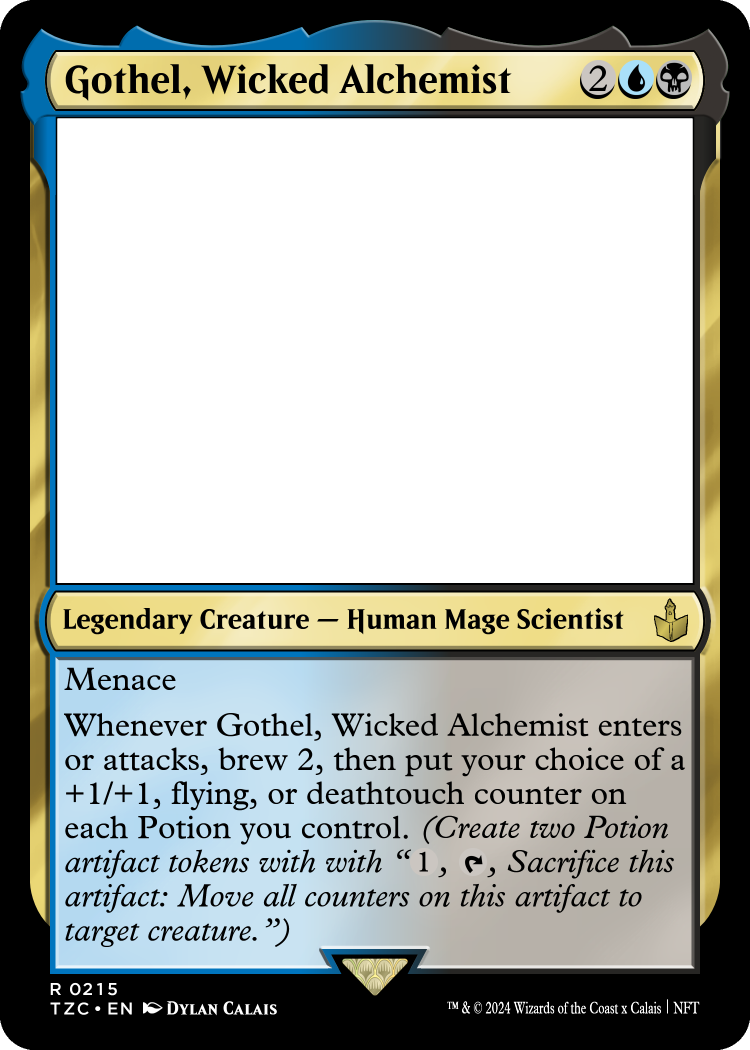 Gothel, Wicked Alchemist 2
Legendary Creature — Human Mage Scientist
Menace
Whenever Gothel, Wicked Alchemist enters
or attacks, brew 2, then put your choice of a
+1/+1, flying, or deathtouch counter on
each Potion you control. (Create two Potion
artifact tokens with with “1, , Sacrifice this
artifact: Move all counters on this artifact to
target creature.”)
R 0215
TZC • EN DYLAN CALAIS
™ & © 2024 Wizards of the Coast x Calais | NFT